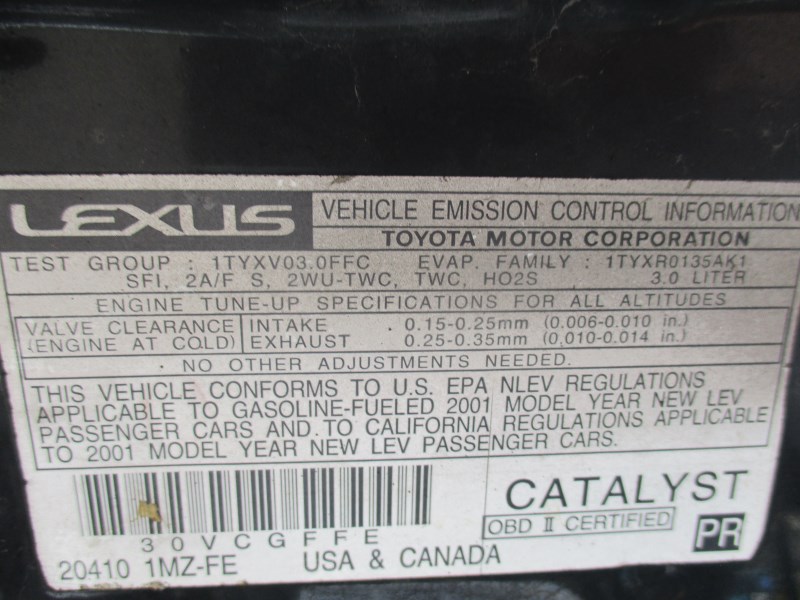 LEXUS VEHICLE EMISSION CONTROL INFORMATION
TOYOTA MOTOR CORPORATION
TEST GROUP : 1TYXV03.0FFC EVAP. FAMILY : 1TYXR0135AK1
SFI, 2A/F S, 2WU-TWC, TWC, HO2S 3.0 LITER
ENGINE TUNE-UP SPECIFICATIONS FOR ALL ALTITUDES
VALVE CLEARANCE INTAKE 0.15-0.25mm (0.006-0.010 in.)
(ENGINE AT COLD) EXHAUST 0.25-0.35mm (0.010-0.014 in.)
NO OTHER ADJUSTMENTS NEEDED.
THIS VEHICLE CONFORMS TO U.S. EPA NLEV REGULATIONS
APPLICABLE TO GASOLINE-FUELED 2001 MODEL YEAR NEW LEV
PASSENGER CARS AND TO CALIFORNIA REGULATIONS APPLICABLE
TO 2001 MODEL YEAR NEW LEV PASSENGER CARS.
CATALYST
OBD II CERTIFIED PR
30VCGFFE
20410 1MZ-FE USA & CANADA